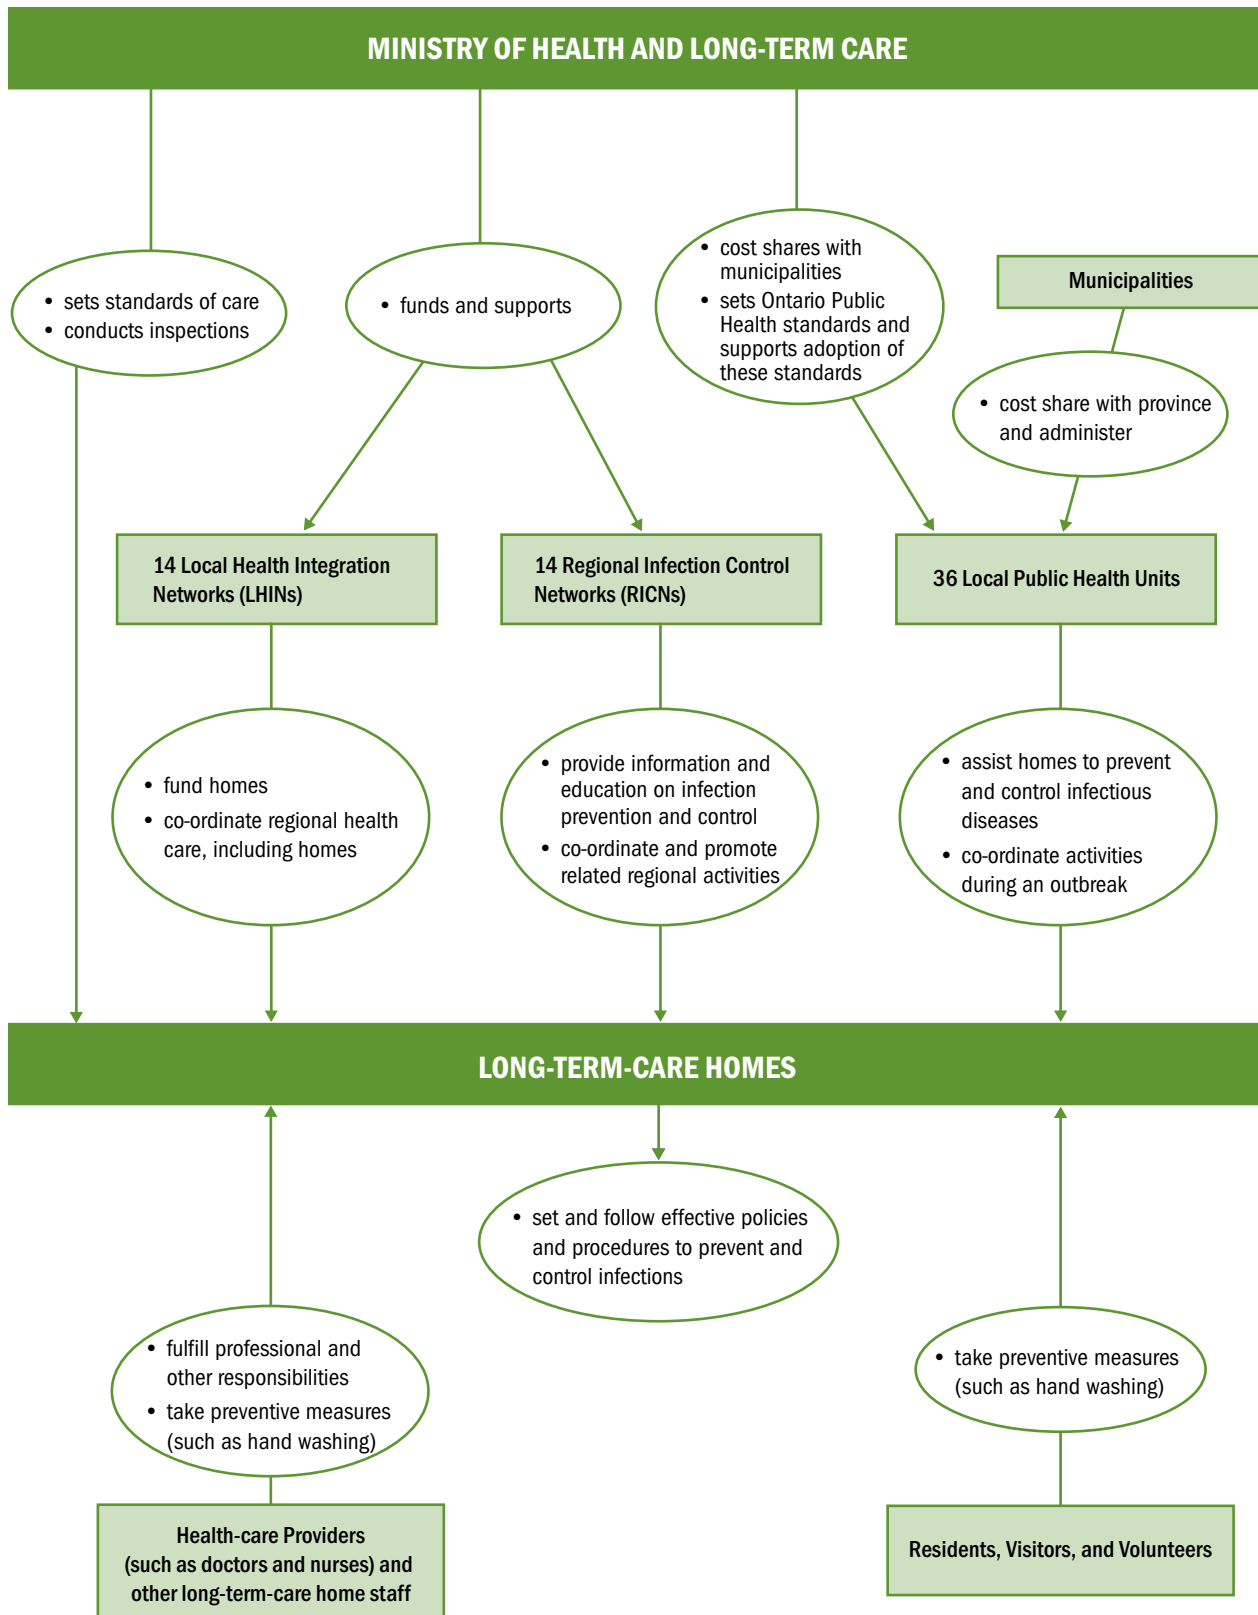 MINISTRY OF HEALTH AND LONG-TERM CARE
• sets standards of care
• conducts inspections
• funds and supports
• cost shares with
municipalities
• sets Ontario Public
Health standards and
supports adoption of
these standards
Municipalities
• cost share with province
and administer
14 Local Health Integration
Networks (LHINs)
14 Regional Infection Control
Networks (RICNs)
36 Local Public Health Units
• fund homes
• co-ordinate regional health
care, including homes
• provide information and
education on infection
prevention and control
• co-ordinate and promote
related regional activities
• assist homes to prevent
and control infectious
diseases
• co-ordinate activities
during an outbreak
LONG-TERM-CARE HOMES
• set and follow effective policies
and procedures to prevent and
control infections
• fulfill professional and
other responsibilities
• take preventive measures
(such as hand washing)
• take preventive measures
(such as hand washing)
Health-care Providers
(such as doctors and nurses) and
other long-term-care home staff
Residents, Visitors, and Volunteers